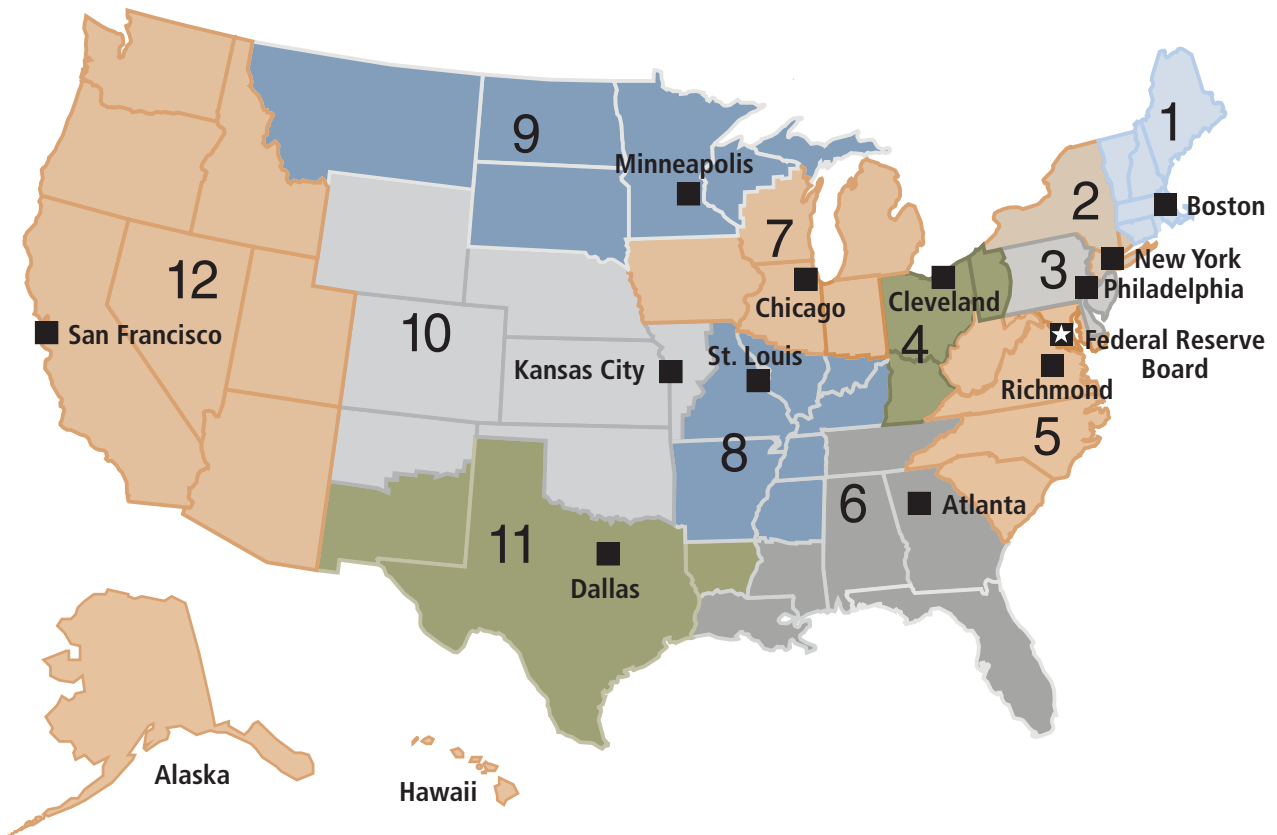 1
9
Minneapolis
2
Boston
7
3
New York
12
Philadelphia
Chicago
Cleveland
10
San Francisco
4
Federal Reserve
Board
St. Louis
Kansas City
Richmond
5
8
6
Atlanta
11
Dallas
Alaska
Hawaii